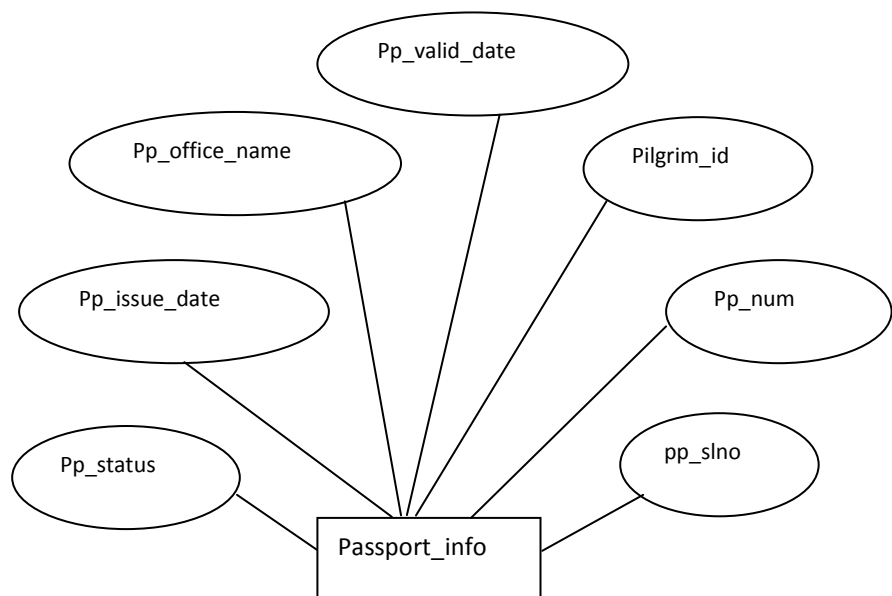 Pp_valid_date
Pp_office_name
Pilgrim_id
Pp_issue_date
Pp_num
Pp_status
pp_slno
Passport_info